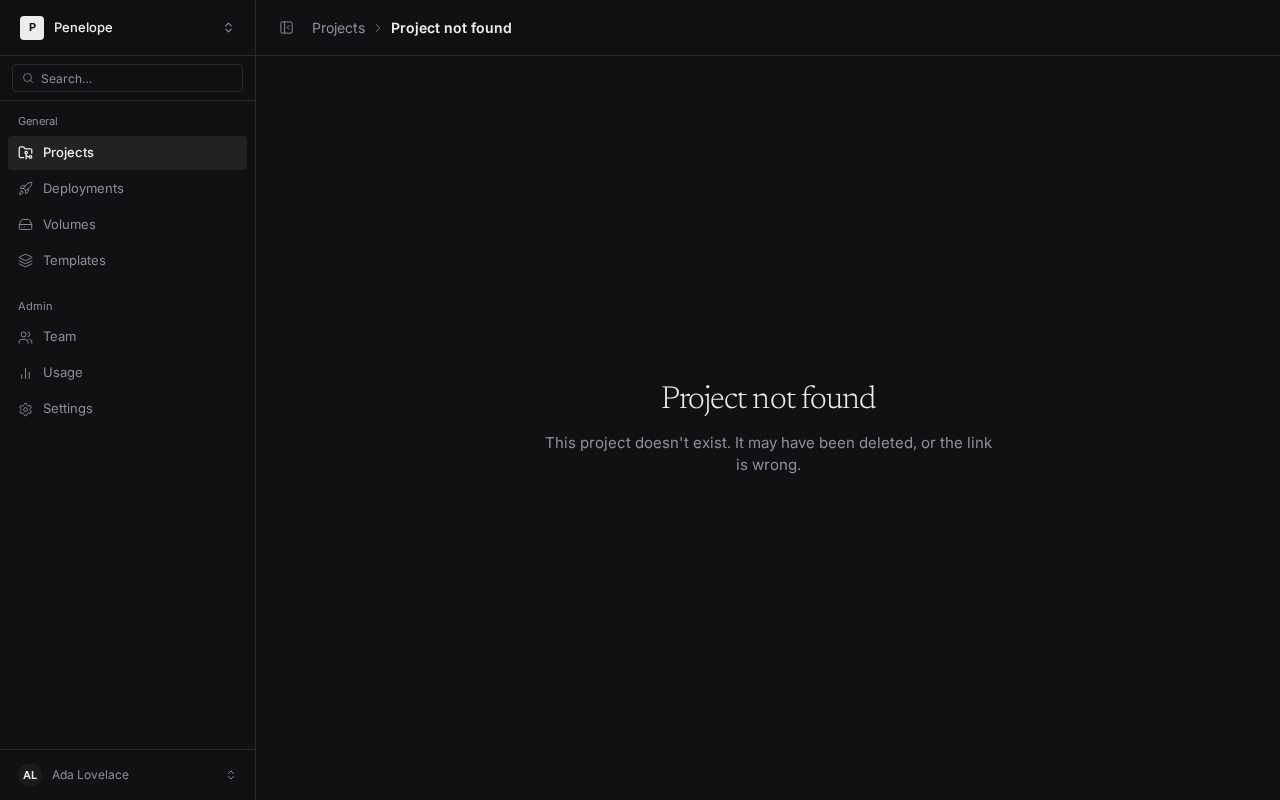 P Penelope
Search...
General
Projects
Deployments
Volumes
Templates
Admin
Team
Usage
Settings
AL Ada Lovelace
Projects Project not found
Project not found
This project doesn't exist. It may have been deleted, or the link
is wrong.